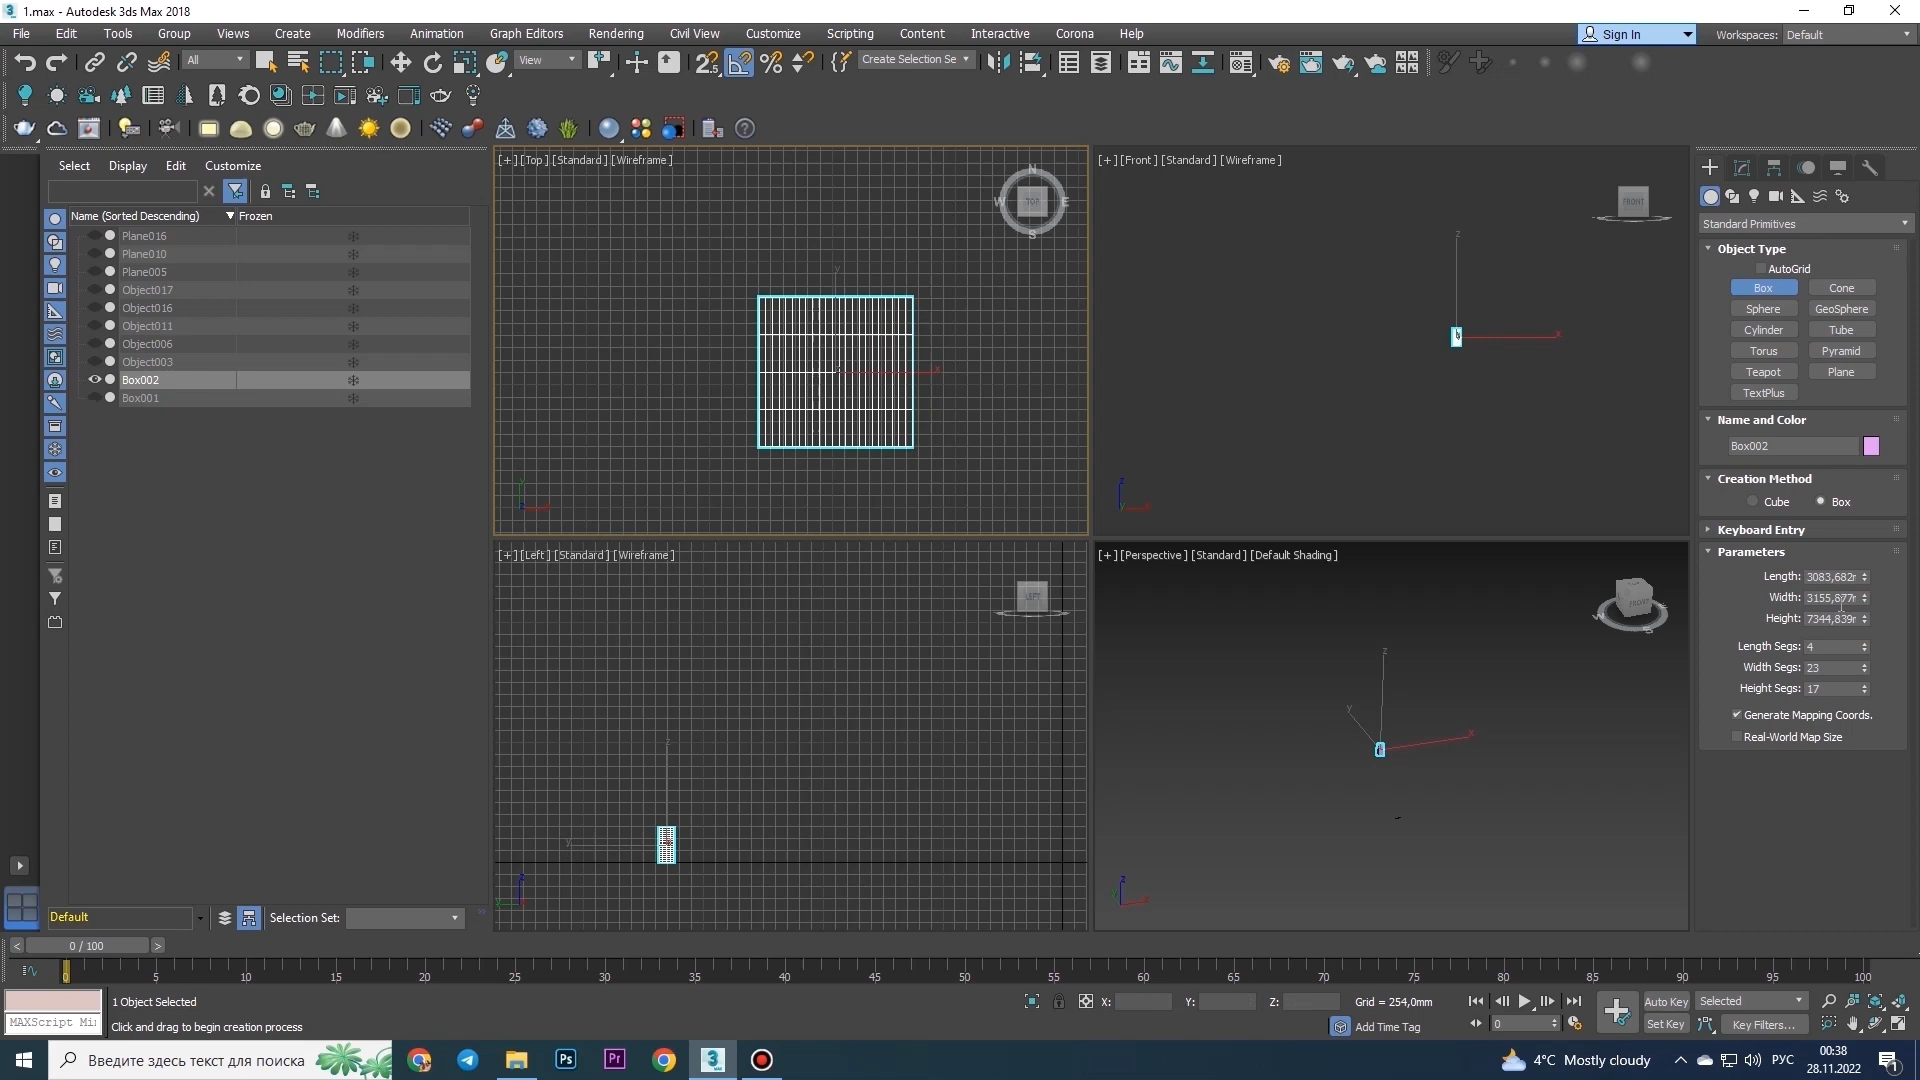 1.max - Autodesk 3ds Max 2018
File Edit Tools Group Views Create Modifiers Animation Graph Editors Rendering Civil View Customize Scripting Content Interactive Corona Help
Sign In
Workspaces: Default
All
View
Create Selection Se
Select Display Edit Customize
Name (Sorted Descending) Frozen
Plane016
Plane010
Plane005
Object017
Object016
Object011
Object006
Object003
Box002
Box001
Default
Selection Set:
[+] [Top] [Standard] [Wireframe]
N
W TOP E
S
y
x
[+] [Front] [Standard] [Wireframe]
FRONT
z
x
[+] [Left] [Standard] [Wireframe]
LEFT
z
y
[+] [Perspective] [Standard] [Default Shading]
FRONT
W S
z
y
x
Standard Primitives
Object Type
AutoGrid
Box Cone
Sphere GeoSphere
Cylinder Tube
Torus Pyramid
Teapot Plane
TextPlus
Name and Color
Box002
Creation Method
Cube Box
Keyboard Entry
Parameters
Length: 3083,682r
Width: 3155,877r
Height: 7344,839r
Length Segs: 4
Width Segs: 23
Height Segs: 17
Generate Mapping Coords.
Real-World Map Size
< 0 / 100 >
0 5 10 15 20 25 30 35 40 45 50 55 60 65 70 75 80 85 90 95 100
1 Object Selected
MAXScript Mi
Click and drag to begin creation process
X: Y: Z: Grid = 254,0mm
Add Time Tag
0
Auto Key Selected
Set Key Key Filters...
Введите здесь текст для поиска
Ps
Pr
3
MAX
4°C Mostly cloudy
РУС
00:38
28.11.2022
1